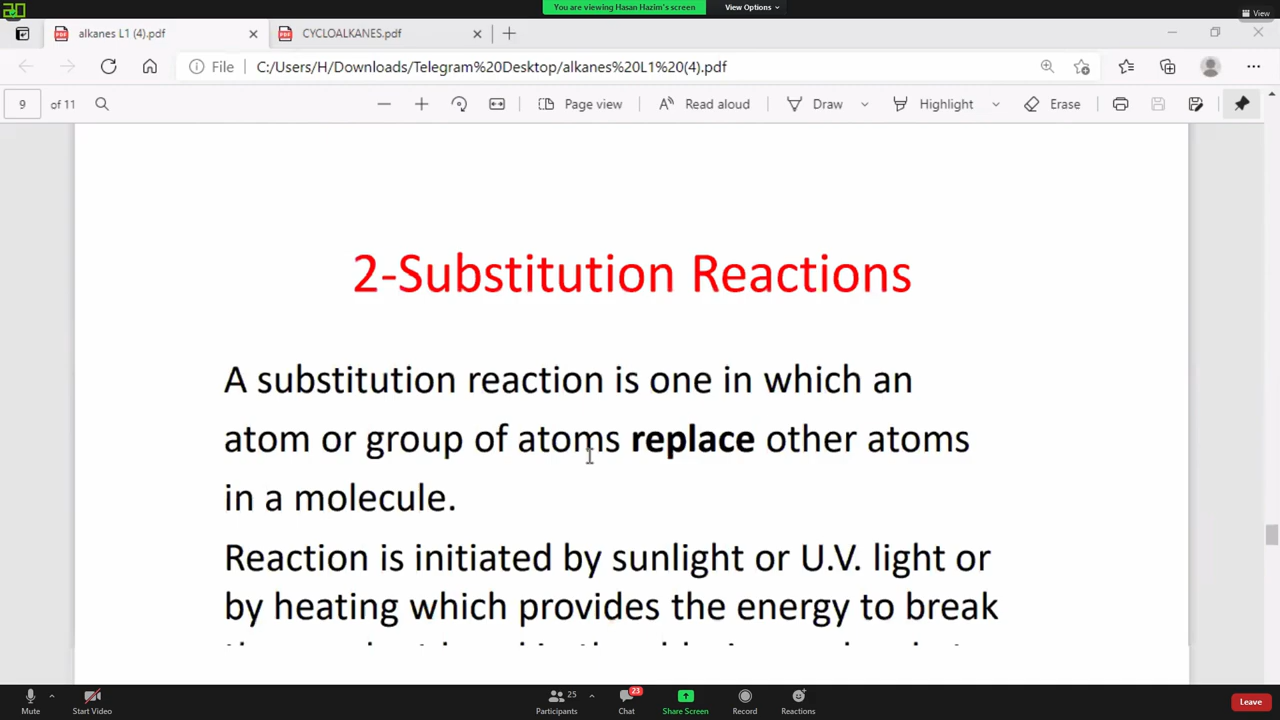 20
You are viewing Hasan Hazim's screen
View Options
View
alkanes L1 (4).pdf
CYCLOALKANES.pdf
File
C:/Users/H/Downloads/Telegram%20Desktop/alkanes%20L1%20(4).pdf
9 of 11
Page view
Read aloud
Draw
Highlight
Erase
2-Substitution Reactions
A substitution reaction is one in which an
atom or group of atoms replace other atoms
in a molecule.
Reaction is initiated by sunlight or U.V. light or
by heating which provides the energy to break
Mute
Start Video
25
Participants
23
Chat
Share Screen
Record
Reactions
Leave